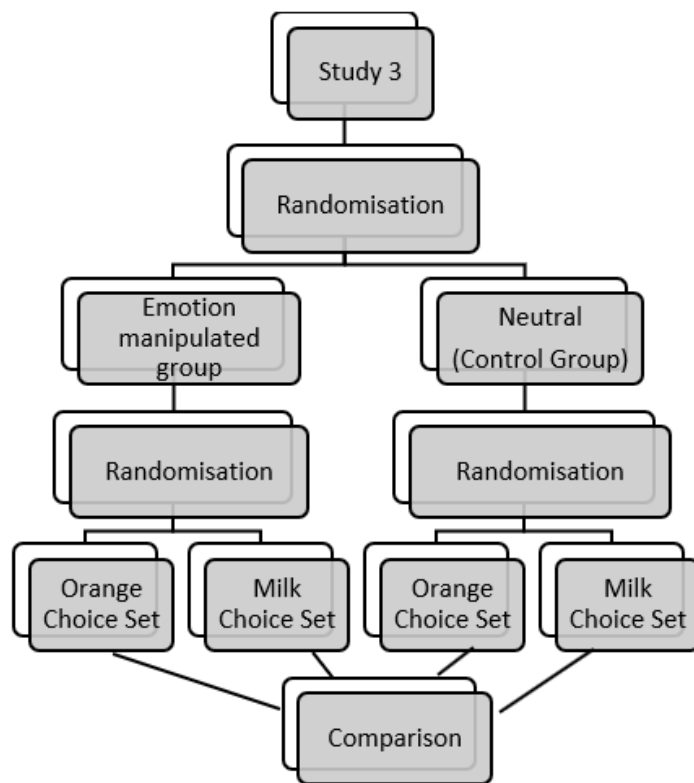 Study 3
Randomisation
Emotion
manipulated
group
Neutral
(Control Group)
Randomisation
Randomisation
Orange
Choice Set
Milk
Choice Set
Orange
Choice Set
Milk
Choice Set
Comparison